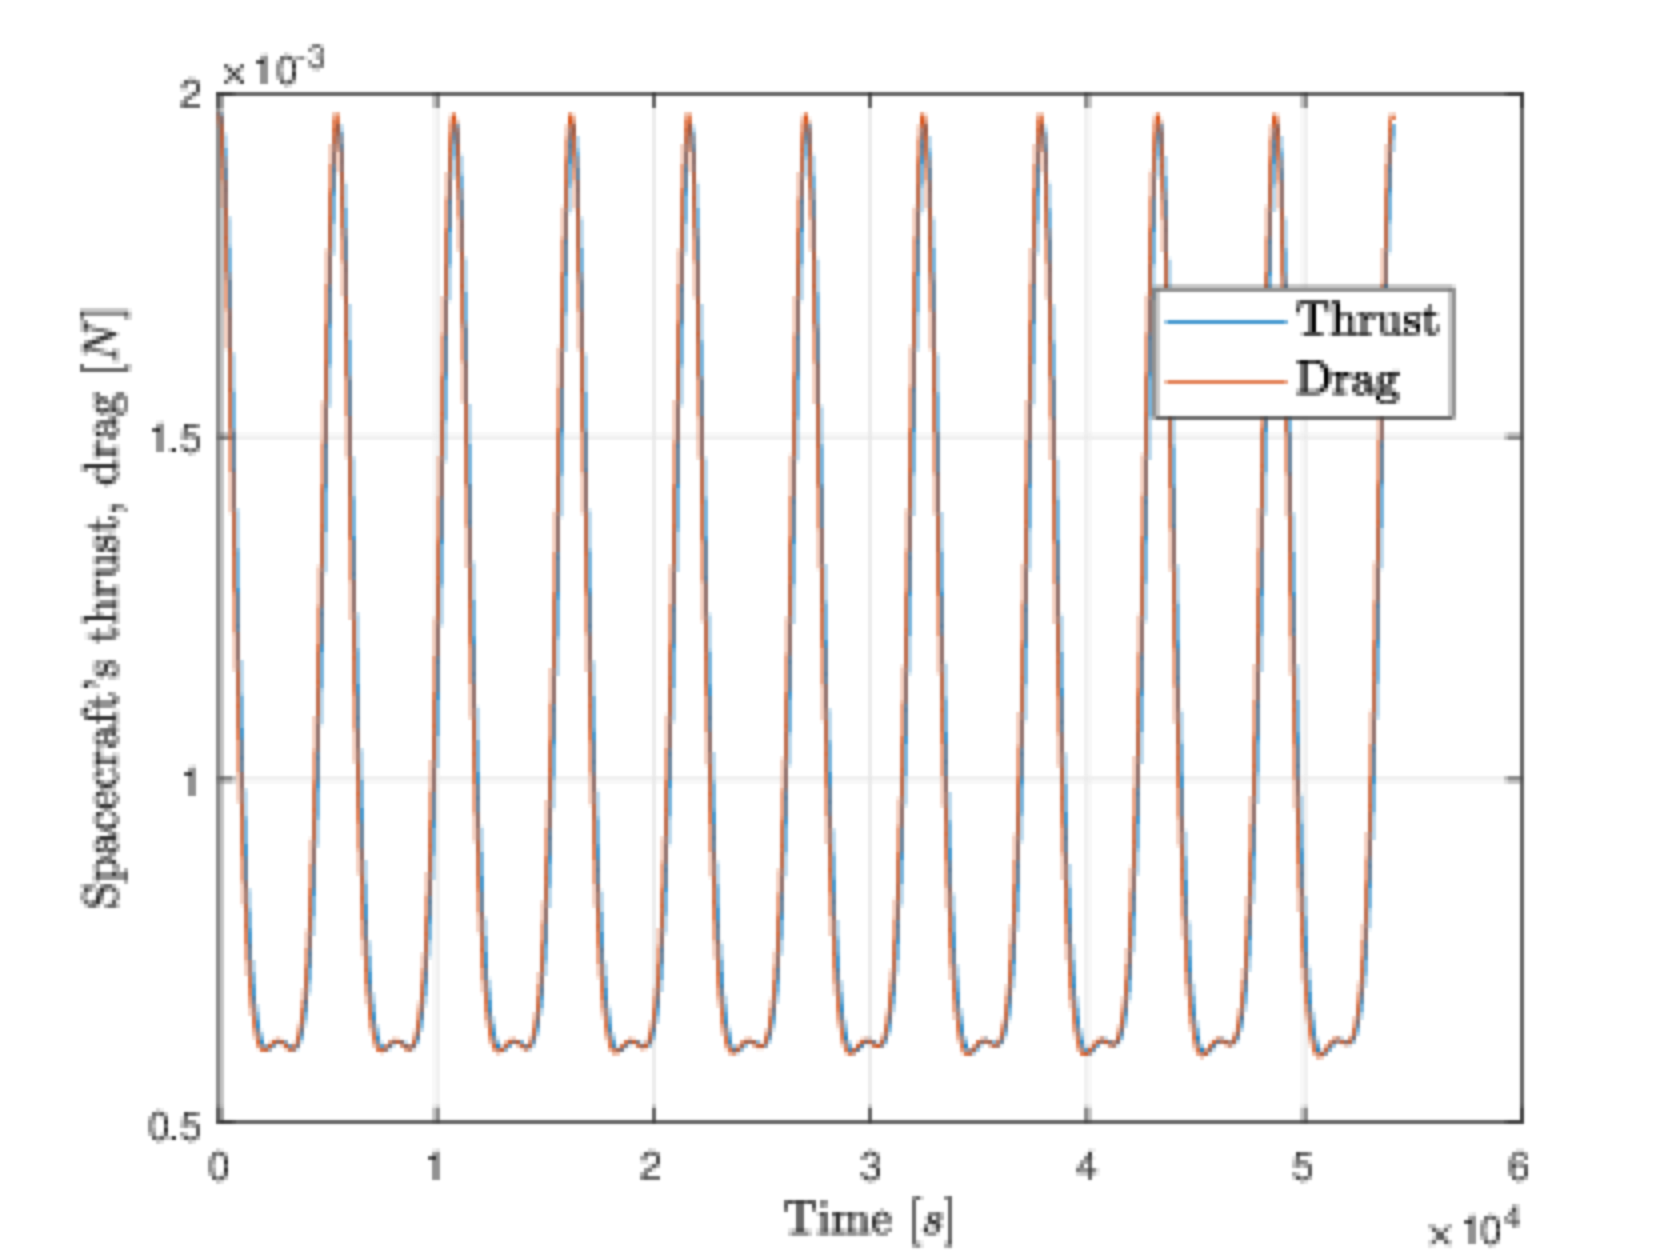 ×10⁻³
2
1.5
1
0.5
Spacecraft's thrust, drag [N]
Thrust
Drag
0 1 2 3 4 5 6
Time [s]
×10⁴